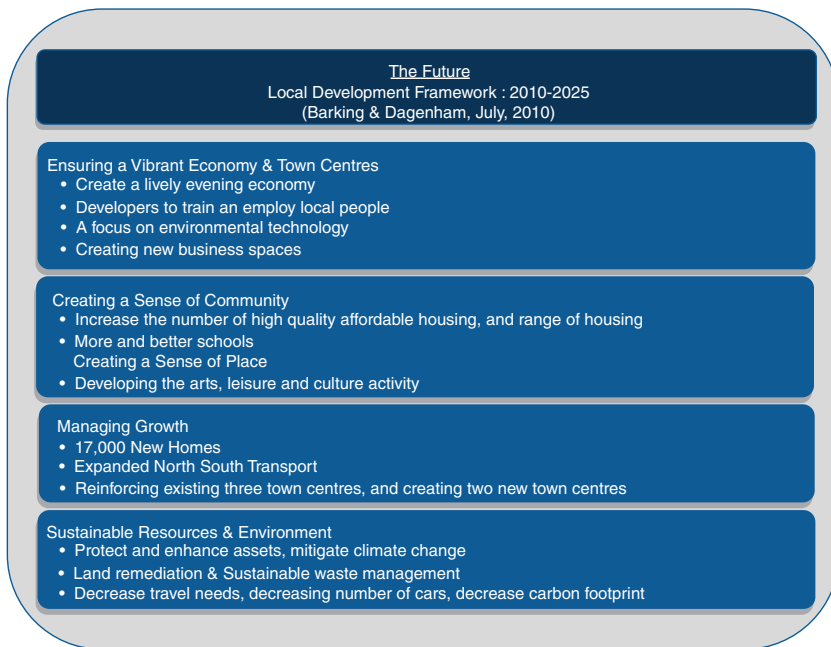 The Future
Local Development Framework : 2010-2025
(Barking & Dagenham, July, 2010)
Ensuring a Vibrant Economy & Town Centres
• Create a lively evening economy
• Developers to train an employ local people
• A focus on environmental technology
• Creating new business spaces
Creating a Sense of Community
• Increase the number of high quality affordable housing, and range of housing
• More and better schools
Creating a Sense of Place
• Developing the arts, leisure and culture activity
Managing Growth
• 17,000 New Homes
• Expanded North South Transport
• Reinforcing existing three town centres, and creating two new town centres
Sustainable Resources & Environment
• Protect and enhance assets, mitigate climate change
• Land remediation & Sustainable waste management
• Decrease travel needs, decreasing number of cars, decrease carbon footprint